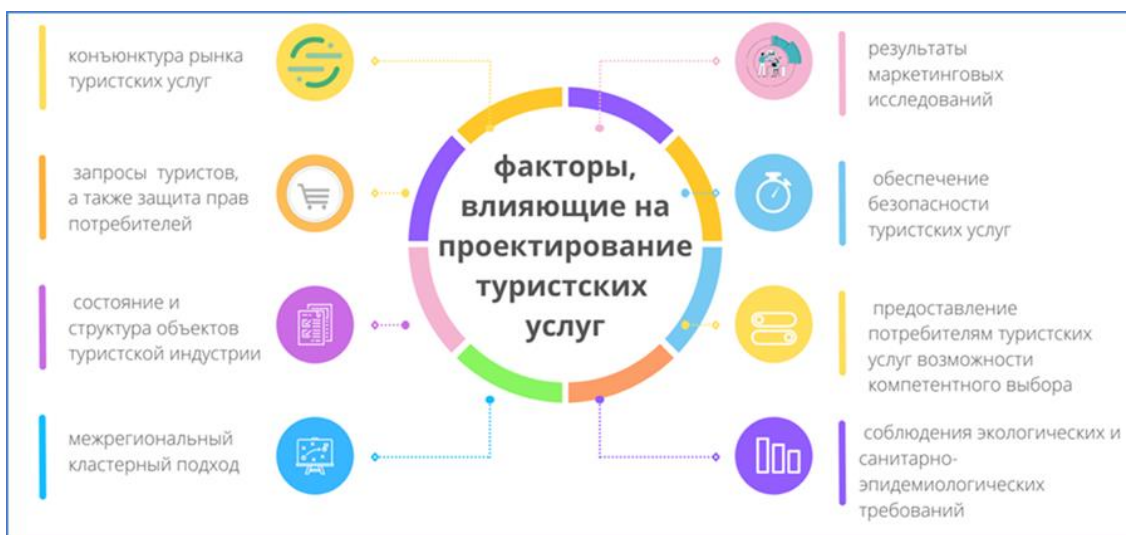 конъюнктура рынка
туристских услуг
запросы туристов,
а также защита прав
потребителей
состояние и
структура объектов
туристской индустрии
межрегиональный
кластерный подход
факторы,
влияющие на
проектирование
туристских
услуг
результаты
маркетинговых
исследований
обеспечение
безопасности
туристских услуг
предоставление
потребителям туристских
услуг возможности
компетентного выбора
соблюдения экологических и
санитарно-
эпидемиологических
требований